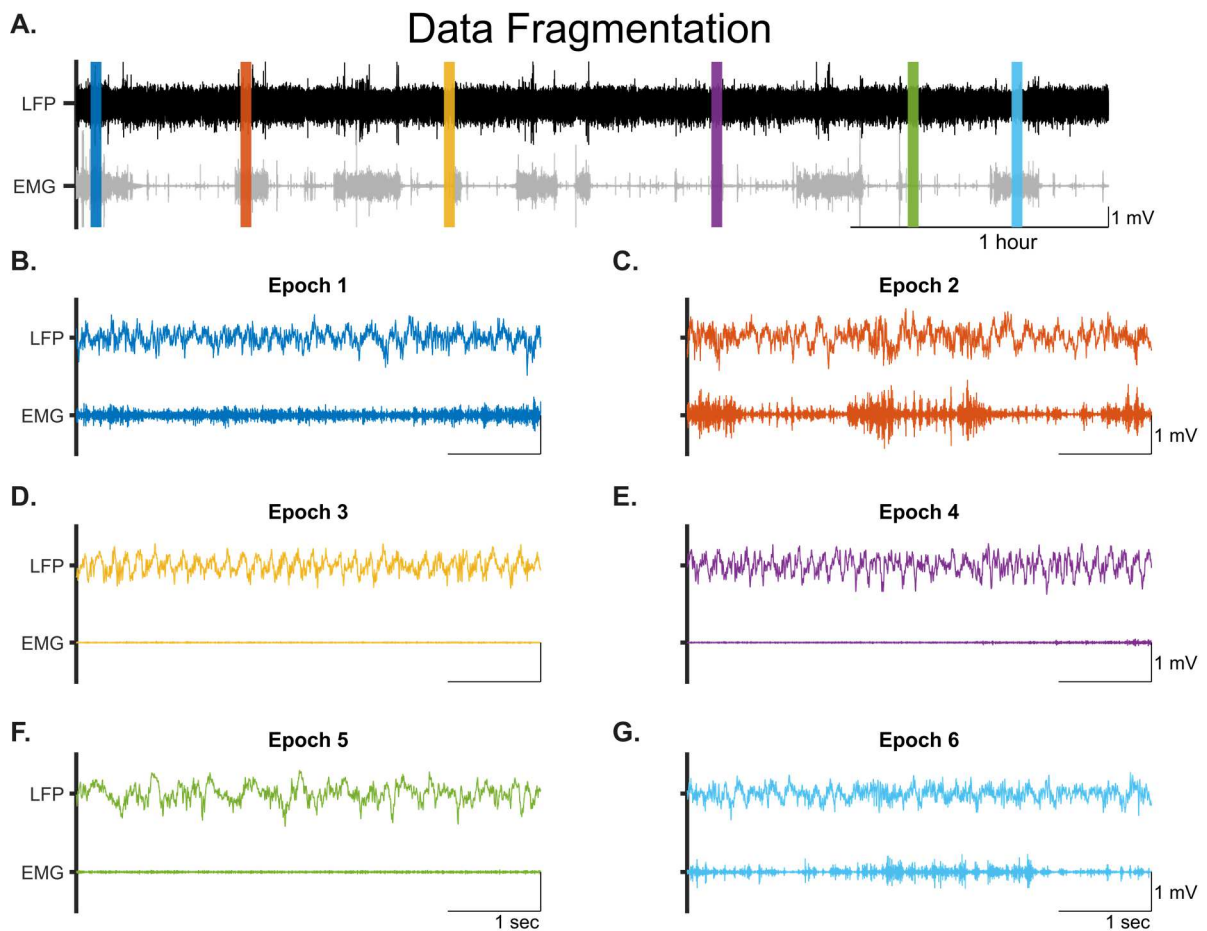 A.
Data Fragmentation
LFP
EMG
1 mV
1 hour
B.
Epoch 1
LFP
EMG
C.
Epoch 2
1 mV
D.
Epoch 3
LFP
EMG
E.
Epoch 4
1 mV
F.
Epoch 5
LFP
EMG
1 sec
G.
Epoch 6
1 mV
1 sec